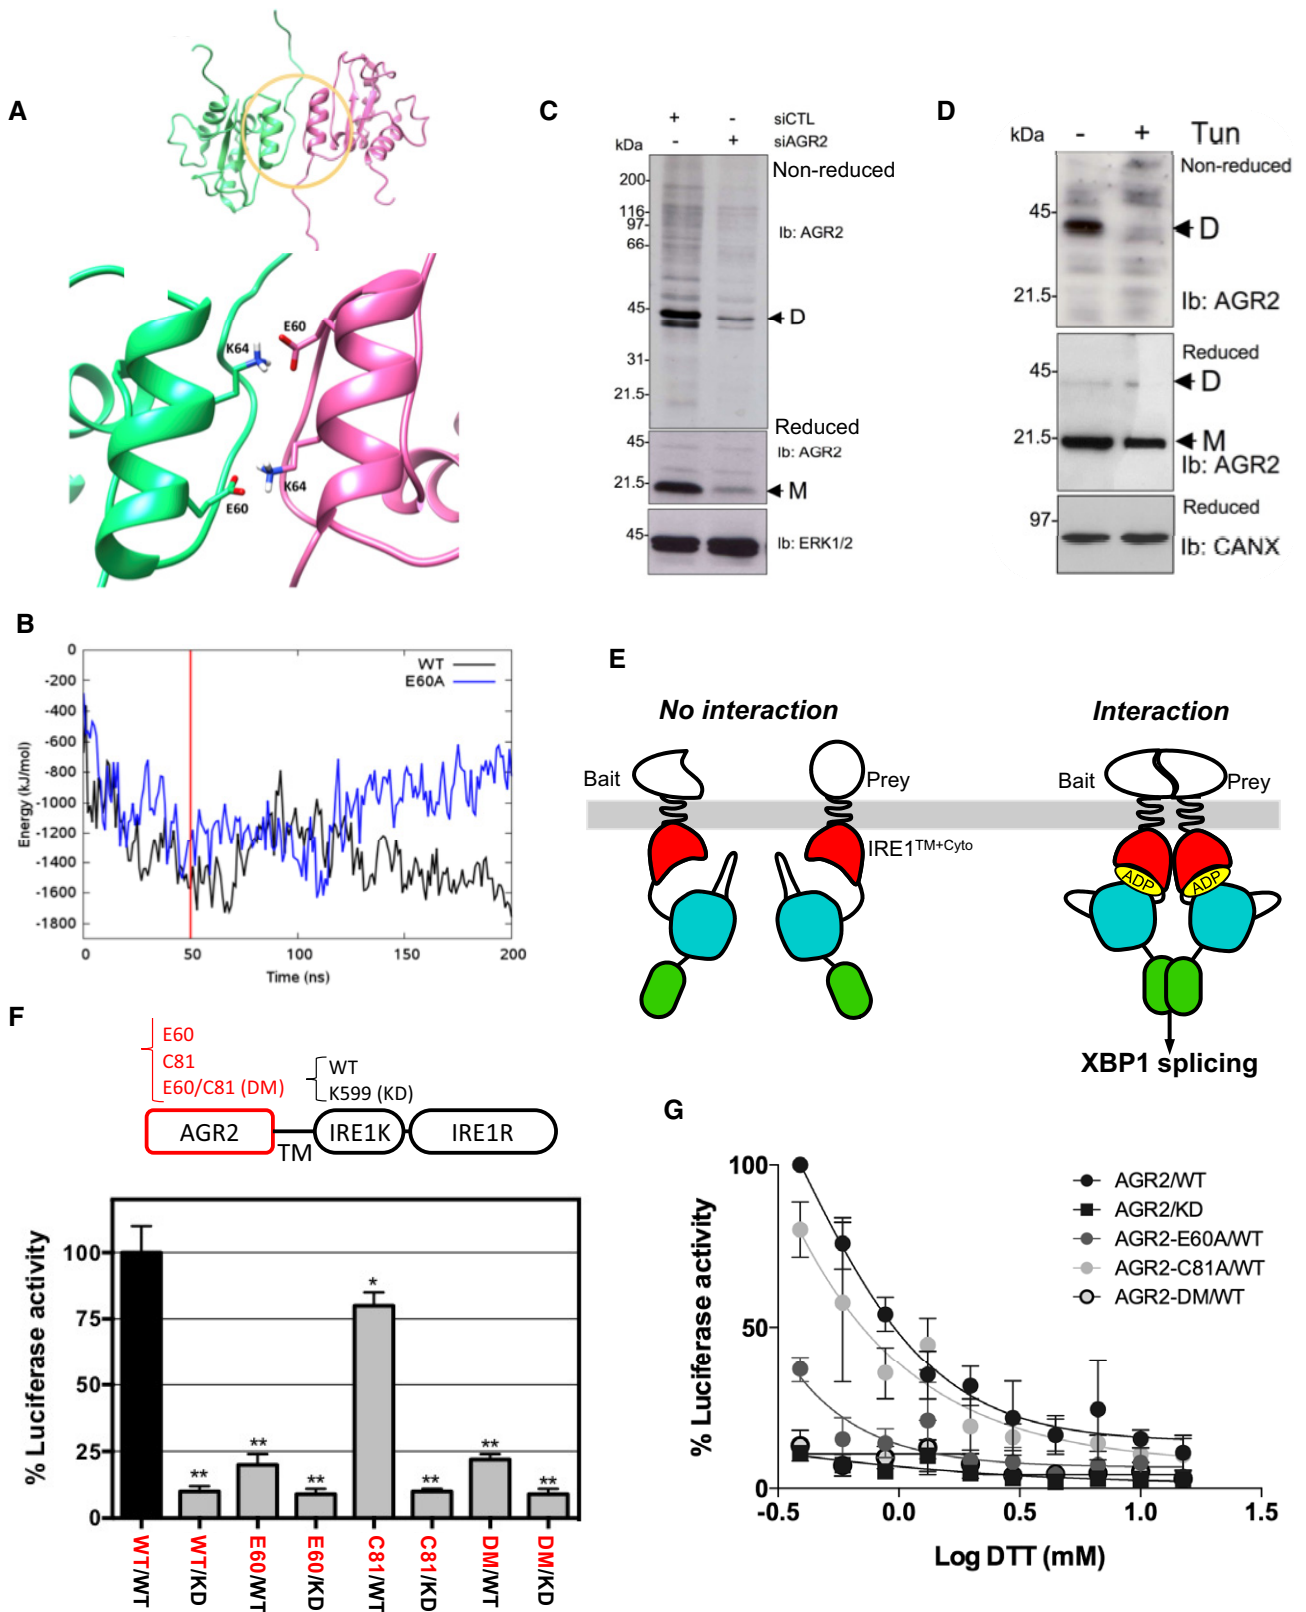 A
K64
E60
E60
K64
B
0
-200
-400
-600
-800
-1000
-1200
-1400
-1600
-1800
Energy (kJ/mol)
WT
E60A
0
50
100
150
200
Time (ns)
C
+ - siCTL
- + siAGR2
kDa
Non-reduced
200
116
97
66
45
31
21.5
Ib: AGR2
D
Reduced
45
21.5
Ib: AGR2
M
45
Ib: ERK1/2
D
kDa - + Tun
Non-reduced
45
D
21.5
Ib: AGR2
Reduced
45
D
21.5
M
Ib: AGR2
Reduced
97
Ib: CANX
E
No interaction
Interaction
Bait
Prey
Bait
Prey
IRE1TM+Cyto
ADP
ADP
XBP1 splicing
F
E60
C81
E60/C81 (DM)
WT
K599 (KD)
AGR2
TM
IRE1K
IRE1R
% Luciferase activity
100
75
50
25
0
**
**
**
*
**
**
**
WT/WT
WT/KD
E60/WT
E60/KD
C81/WT
C81/KD
DM/WT
DM/KD
G
% Luciferase activity
100
50
0
AGR2/WT
AGR2/KD
AGR2-E60A/WT
AGR2-C81A/WT
AGR2-DM/WT
-0.5
0.0
0.5
1.0
1.5
Log DTT (mM)